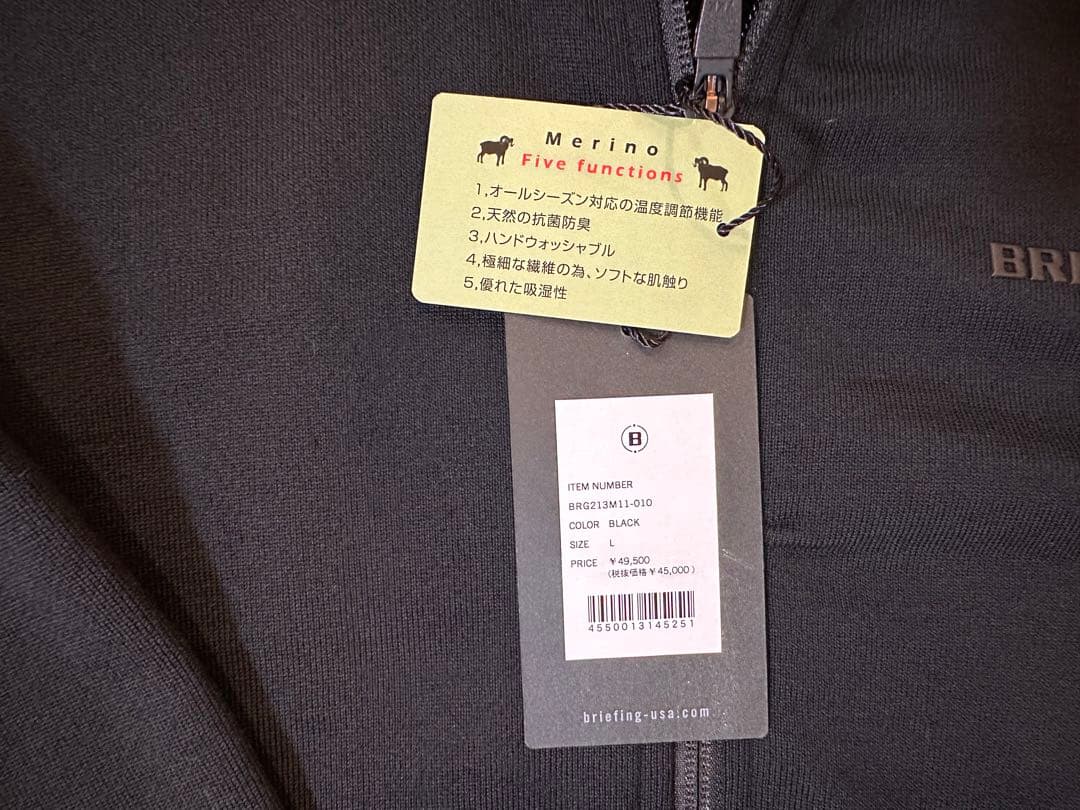 Merino
Five functions
1,オールシーズン対応の温度調節機能
2,天然の抗菌防臭
3,ハンドウォッシャブル
4,極細な繊維の為、ソフトな肌触り
5,優れた吸湿性
BRI
B
ITEM NUMBER
BRG213M11-010
COLOR BLACK
SIZE L
PRICE ¥49,500
(税抜価格¥45,000)
4550013145251
briefing-usa.com